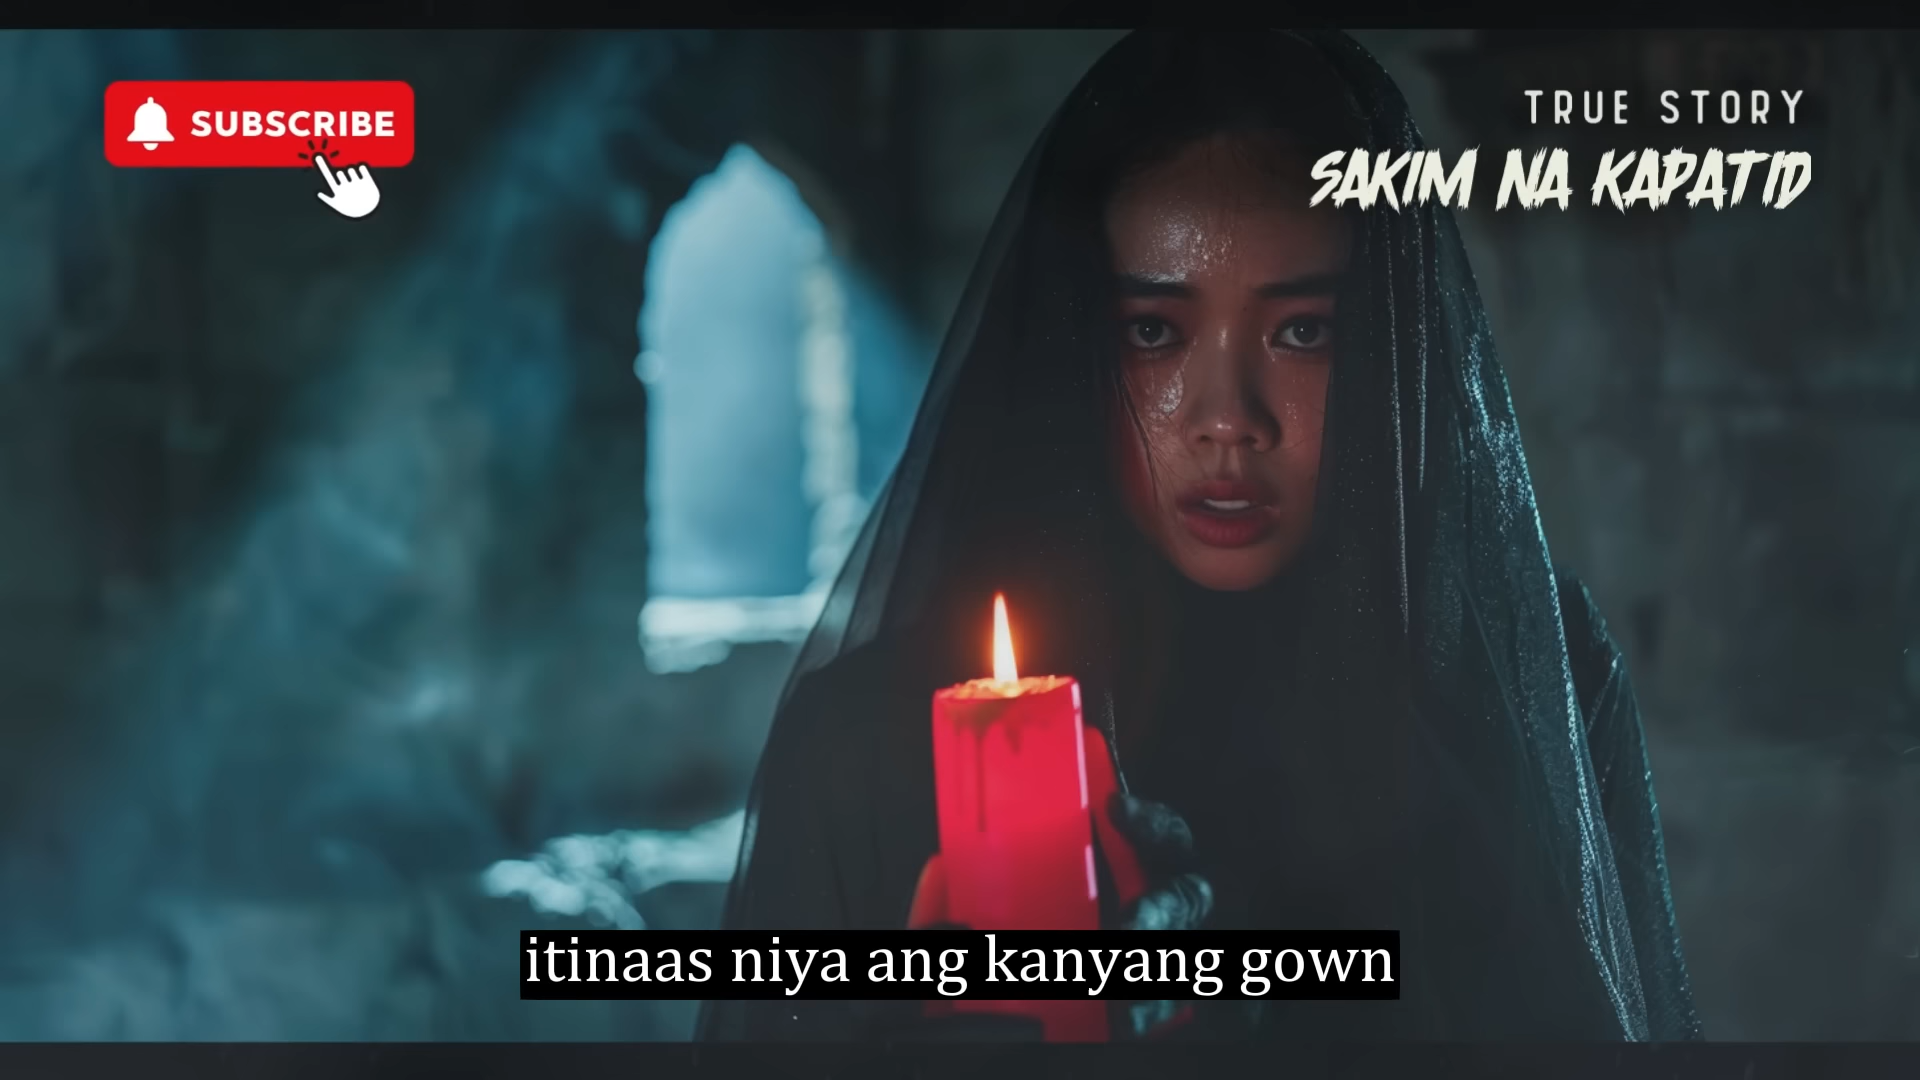 SUBSCRIBE
TRUE STORY
SAKIM NA KAPATID
itinaas niya ang kanyang gown